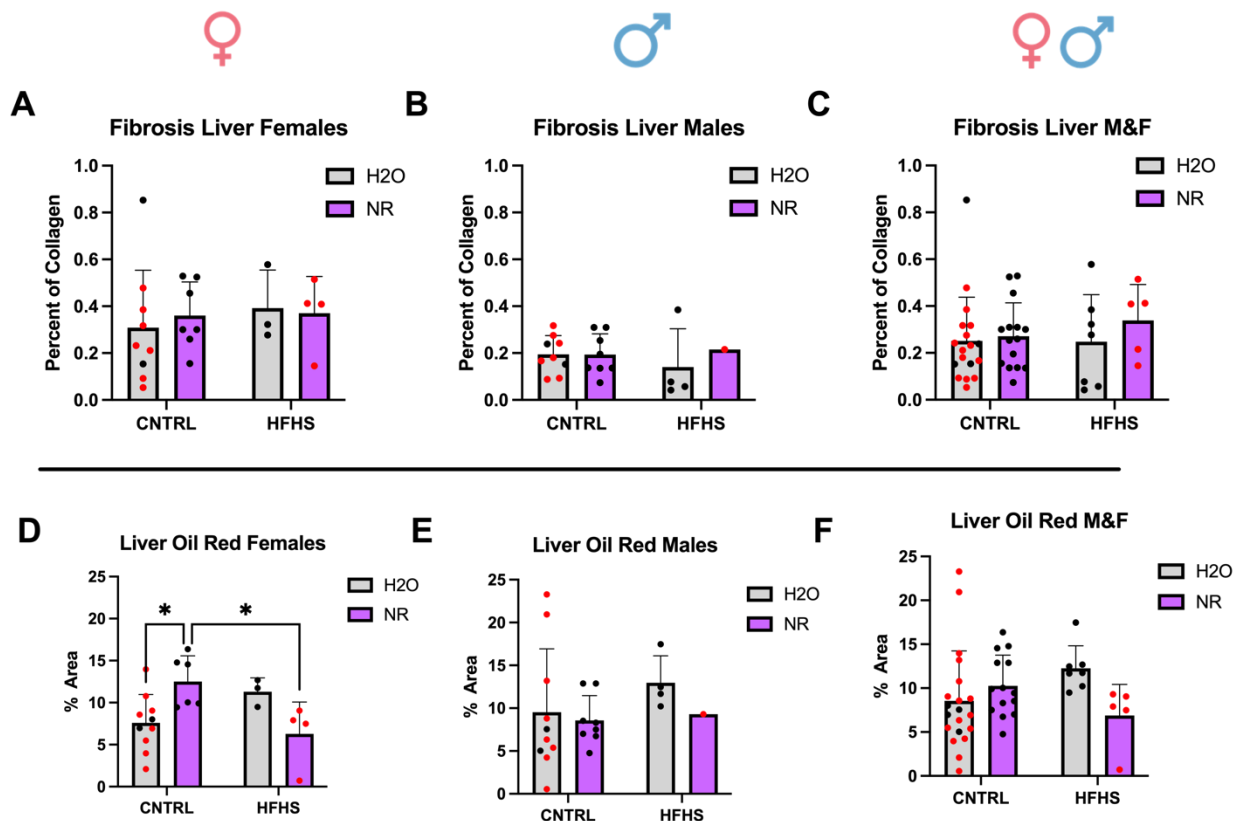 A
Fibrosis Liver Females
Percent of Collagen
1.0
0.8
0.6
0.4
0.2
0.0
CNTRL
HFHS
H2O
NR
B
Fibrosis Liver Males
Percent of Collagen
1.0
0.8
0.6
0.4
0.2
0.0
CNTRL
HFHS
H2O
NR
C
Fibrosis Liver M&F
Percent of Collagen
1.0
0.8
0.6
0.4
0.2
0.0
CNTRL
HFHS
H2O
NR
D
Liver Oil Red Females
% Area
25
20
15
10
5
0
*
*
CNTRL
HFHS
H2O
NR
E
Liver Oil Red Males
% Area
25
20
15
10
5
0
CNTRL
HFHS
H2O
NR
F
Liver Oil Red M&F
% Area
25
20
15
10
5
0
CNTRL
HFHS
H2O
NR